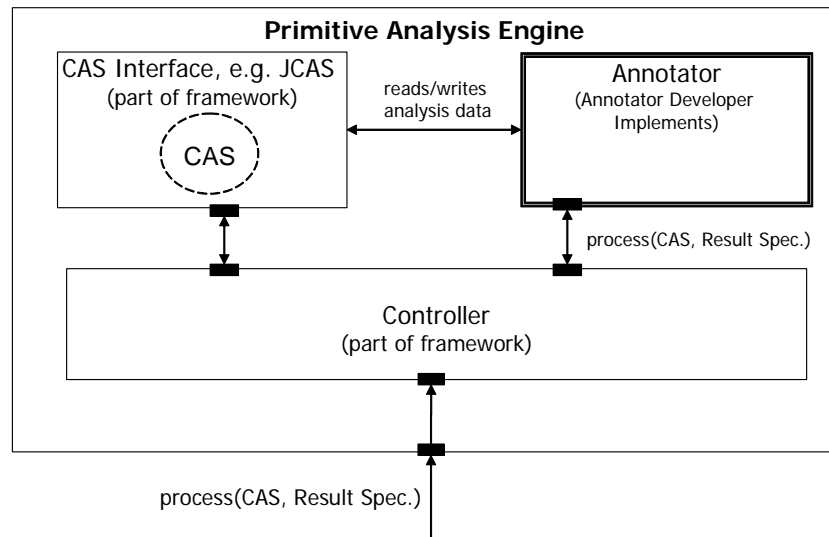 Primitive Analysis Engine
CAS Interface, e.g. JCAS
(part of framework)
CAS
reads/writes
analysis data
Annotator
(Annotator Developer
Implements)
process(CAS, Result Spec.)
Controller
(part of framework)
process(CAS, Result Spec.)